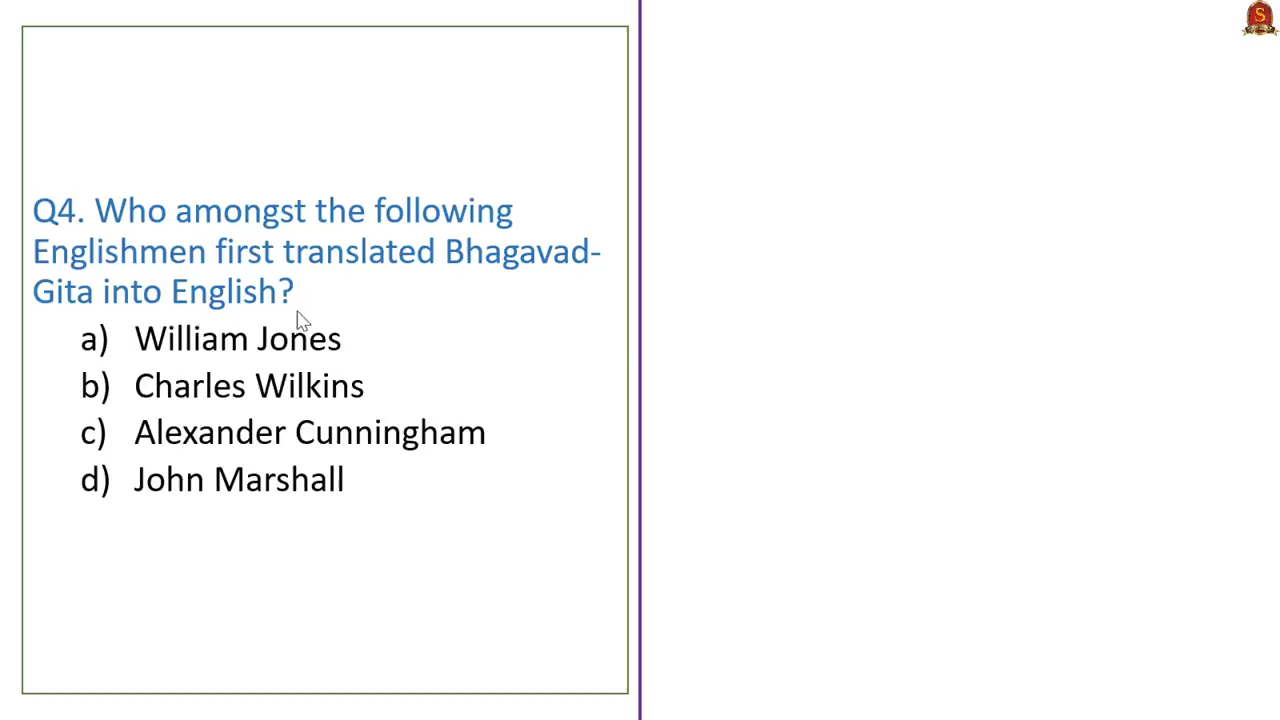 Q4. Who amongst the following
Englishmen first translated Bhagavad-
Gita into English?
a) William Jones
b) Charles Wilkins
c) Alexander Cunningham
d) John Marshall
S